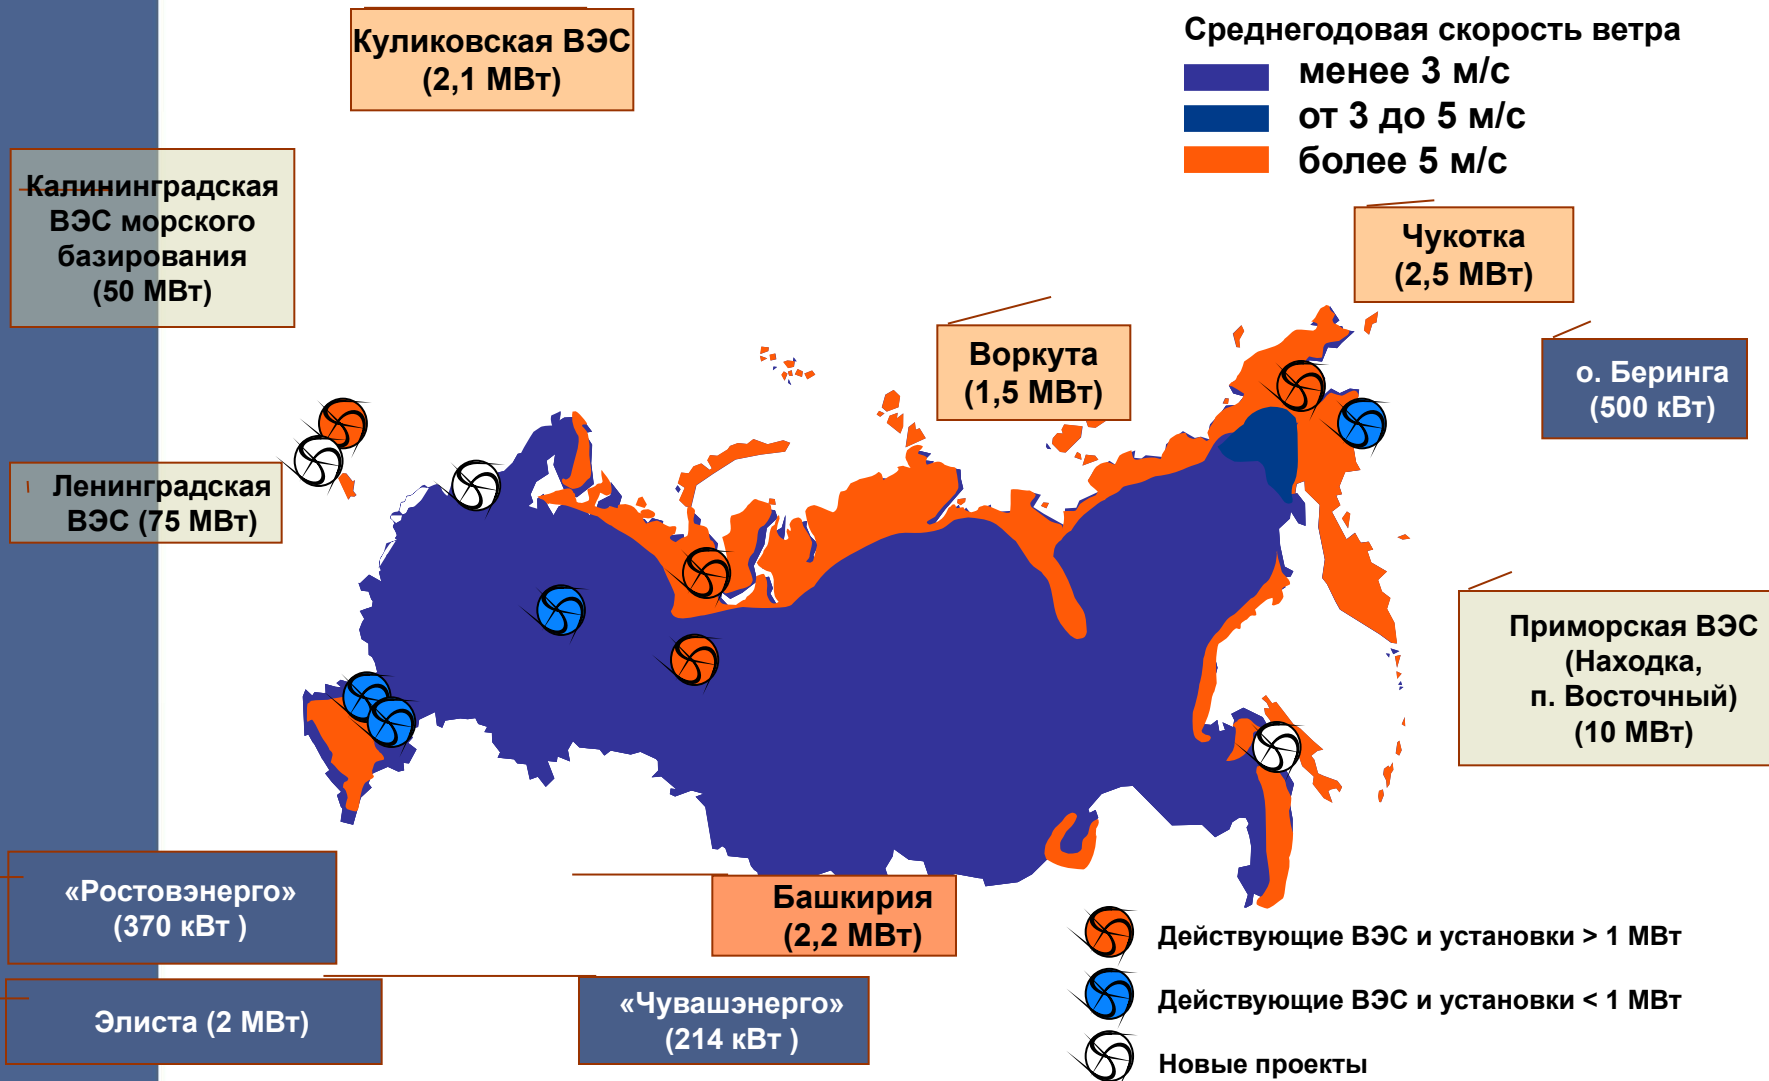 Куликовская ВЭС
(2,1 МВт)
Среднегодовая скорость ветра
менее 3 м/с
от 3 до 5 м/с
более 5 м/с
Калининградская
ВЭС морского
базирования
(50 МВт)
Чукотка
(2,5 МВт)
Воркута
(1,5 МВт)
о. Беринга
(500 кВт)
Ленинградская
ВЭС (75 МВт)
Приморская ВЭС
(Находка,
п. Восточный)
(10 МВт)
«Ростовэнерго»
(370 кВт )
Башкирия
(2,2 МВт)
Элиста (2 МВт)
«Чувашэнерго»
(214 кВт )
Действующие ВЭС и установки > 1 МВт
Действующие ВЭС и установки < 1 МВт
Новые проекты